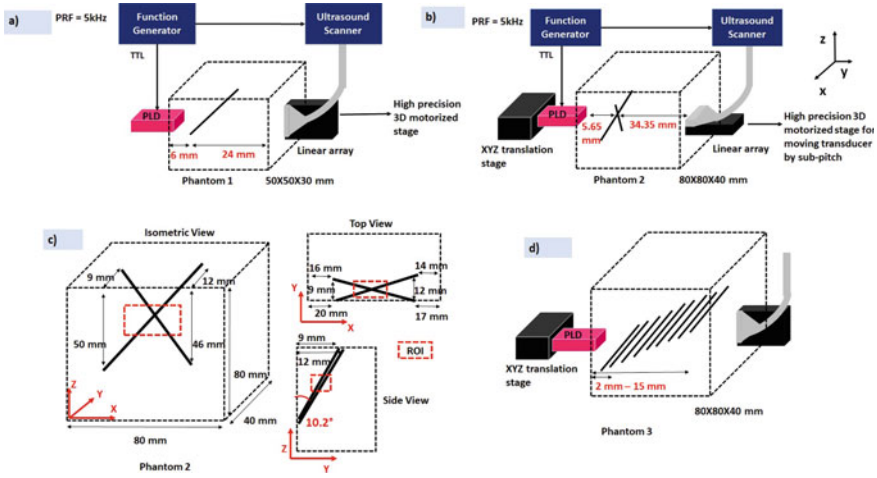 a)
PRF = 5kHz
Function
Generator
Ultrasound
Scanner
TTL
PLD
6 mm
24 mm
High precision
3D motorized
stage
Linear array
Phantom 1
50X50X30 mm
b)
PRF = 5kHz
Function
Generator
Ultrasound
Scanner
TTL
z
y
x
PLD
5.65
mm
34.35 mm
XYZ translation
stage
Linear array
High precision 3D
motorized stage for
moving transducer
by sub-pitch
Phantom 2
80X80X40 mm
c)
Isometric View
9 mm
12 mm
50 mm
46 mm
80 mm
40 mm
80 mm
Z
Y
X
Phantom 2
Top View
16 mm
14 mm
9 mm
12 mm
20 mm
17 mm
Y
X
9 mm
12 mm
ROI
Side View
10.2°
Z
Y
d)
PLD
XYZ translation
stage
2 mm – 15 mm
80X80X40 mm
Phantom 3